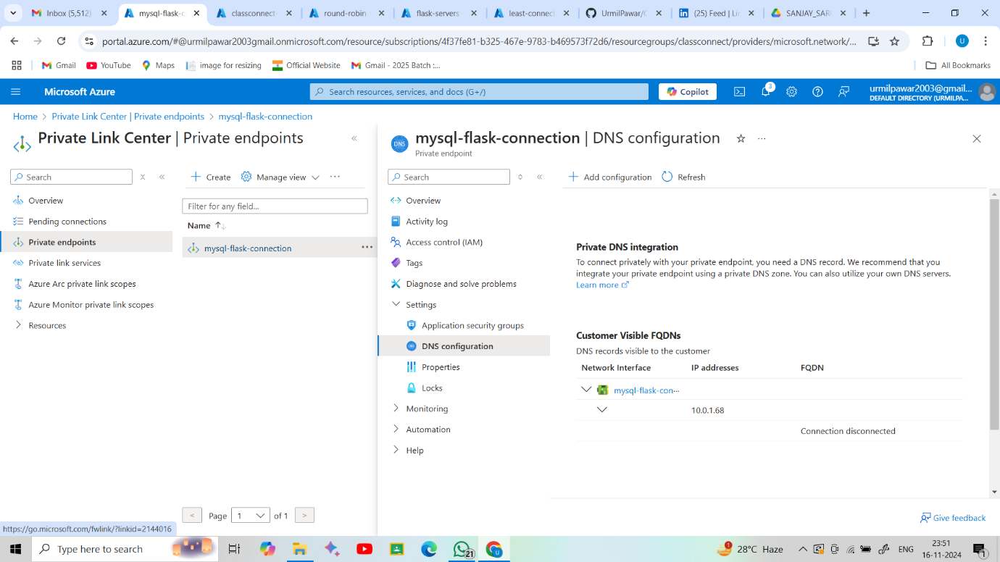 Inbox (5,512)
mysql-flask-c
classconnect
round-robin
flask-servers
least-connect
UrmilPawar/C
(25) Feed | Li
SANJAY_SAR
portal.azure.com/#@urmilpawar2003gmail.onmicrosoft.com/resource/subscriptions/4f37fe81-b325-467e-9783-b469573f72d6/resourcegroups/classconnect/providers/microsoft.network/...
U
Gmail
YouTube
Maps
image for resizing
Official Website
Gmail - 2025 Batch :...
All Bookmarks
Microsoft Azure
Search resources, services, and docs (G+/)
Copilot
3
urmilpawar2003@gmail...
DEFAULT DIRECTORY (URMILPA...
Home > Private Link Center | Private endpoints > mysql-flask-connection
Private Link Center | Private endpoints
Search
Overview
Pending connections
Private endpoints
Private link services
Azure Arc private link scopes
Azure Monitor private link scopes
Resources
Create
Manage view
Filter for any field...
Name
mysql-flask-connection
Page 1 of 1
DNS
mysql-flask-connection | DNS configuration
Private endpoint
Search
Overview
Activity log
Access control (IAM)
Tags
Diagnose and solve problems
Settings
Application security groups
DNS configuration
Properties
Locks
Monitoring
Automation
Help
Add configuration
Refresh
Private DNS integration
To connect privately with your private endpoint, you need a DNS record. We recommend that you
integrate your private endpoint using a private DNS zone. You can also utilize your own DNS servers.
Learn more
Customer Visible FQDNs
DNS records visible to the customer
Network Interface IP addresses FQDN
mysql-flask-con...
10.0.1.68
Connection disconnected
Give feedback
https://go.microsoft.com/fwlink/?linkid=2144016
Type here to search
21
1
28°C Haze
ENG
23:51
16-11-2024
1